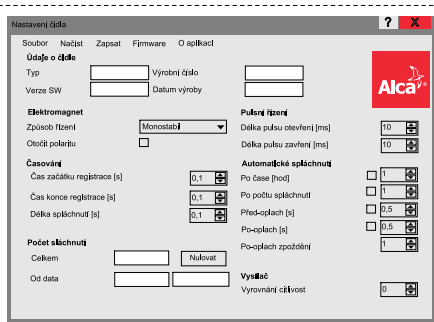 Nastavení čidla
? X
Soubor Načíst Zapsat Firmware O aplikaci
Údaje o čidle
Typ Výrobní číslo
Verze SW Datum výroby
Alca
Elektromagnet
Způsob řízení Monostabil
Otočit polaritu
Pulsní řízení
Délka pulsu otevření [ms] 10
Délka pulsu zavření [ms] 10
Časování
Čas začátku registrace [s] 0,1
Čas konce registrace [s] 0,1
Délka spláchnutí [s] 0,1
Automatické spláchnutí
Po čase [hod] 1
Po počtu spláchnutí 1
Před-oplach [s] 0,5
Po-oplach [s] 0,5
Po-oplach zpoždění 1
Počet sláchnutí
Celkem Nulovat
Od data
Vysílač
Vyrovnání citlivost 0